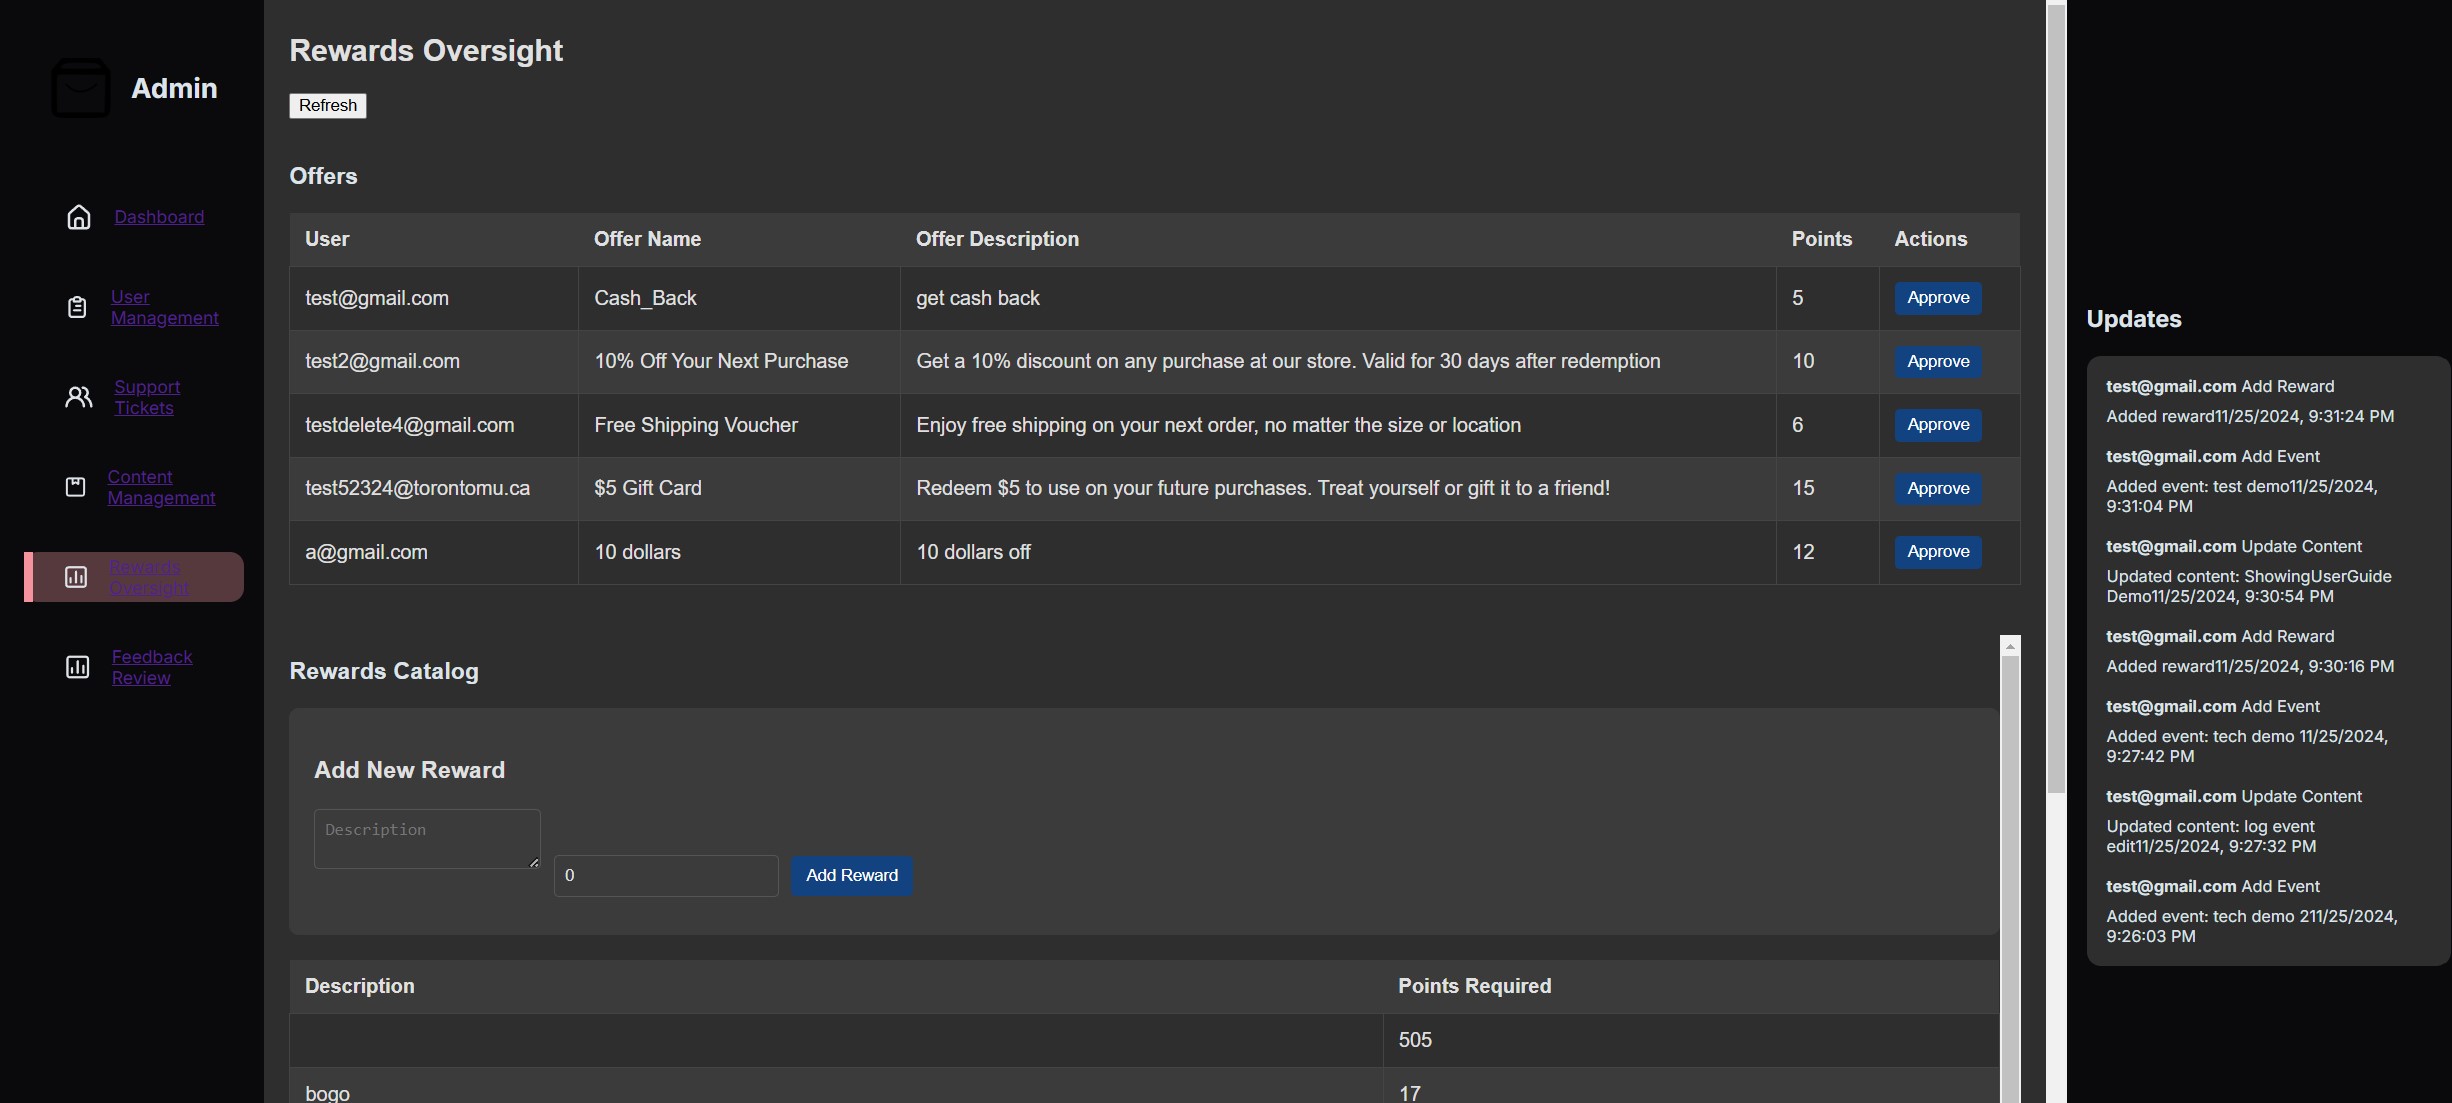 Admin
Dashboard
User
Management
Support
Tickets
Content
Management
Rewards
Oversight
Feedback
Review
Rewards Oversight
Refresh
Offers
User Offer Name Offer Description Points Actions
test@gmail.com Cash_Back get cash back 5 Approve
test2@gmail.com 10% Off Your Next Purchase Get a 10% discount on any purchase at our store. Valid for 30 days after redemption 10 Approve
testdelete4@gmail.com Free Shipping Voucher Enjoy free shipping on your next order, no matter the size or location 6 Approve
test52324@torontomu.ca $5 Gift Card Redeem $5 to use on your future purchases. Treat yourself or gift it to a friend! 15 Approve
a@gmail.com 10 dollars 10 dollars off 12 Approve
Rewards Catalog
Add New Reward
Description
0 Add Reward
Description Points Required
505
bogo 17
Updates
test@gmail.com Add Reward
Added reward11/25/2024, 9:31:24 PM
test@gmail.com Add Event
Added event: test demo11/25/2024,
9:31:04 PM
test@gmail.com Update Content
Updated content: ShowingUserGuide
Demo11/25/2024, 9:30:54 PM
test@gmail.com Add Reward
Added reward11/25/2024, 9:30:16 PM
test@gmail.com Add Event
Added event: tech demo 11/25/2024,
9:27:42 PM
test@gmail.com Update Content
Updated content: log event
edit11/25/2024, 9:27:32 PM
test@gmail.com Add Event
Added event: tech demo 211/25/2024,
9:26:03 PM